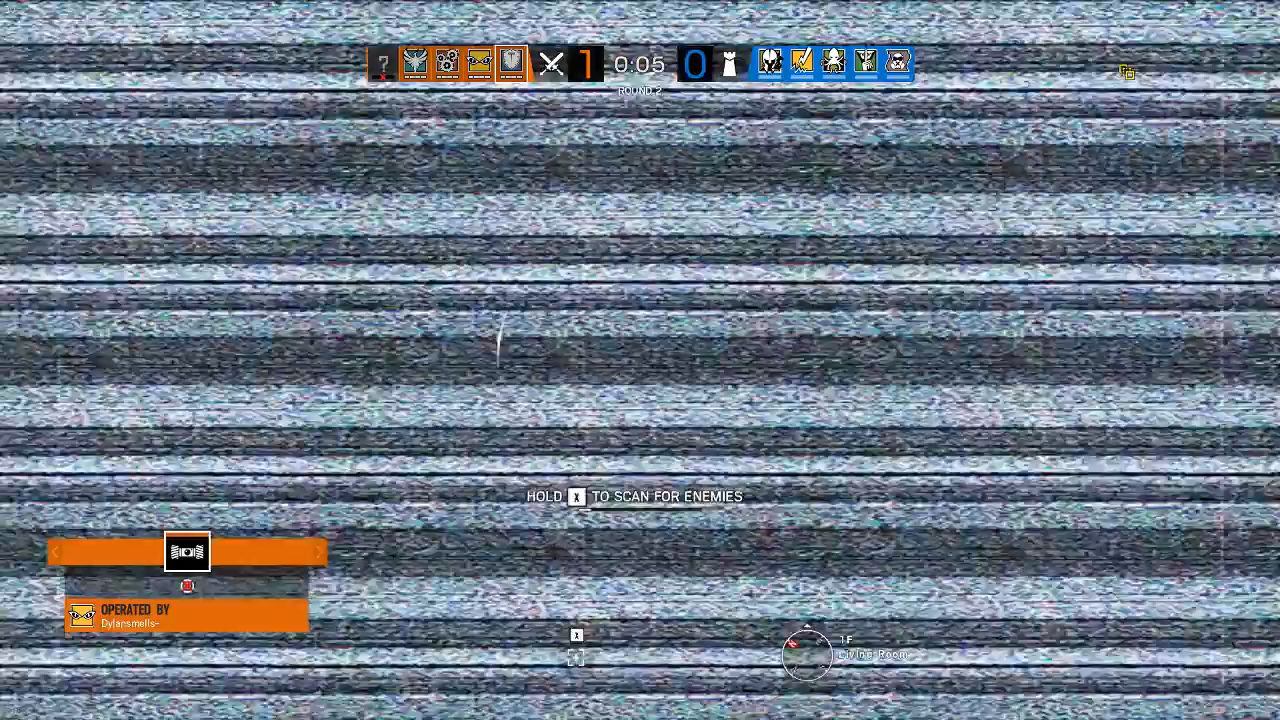 ?
1
0:05
0
ROUND 2
HOLD X TO SCAN FOR ENEMIES
OPERATED BY
Dylansmells-
X
1F
Living Room